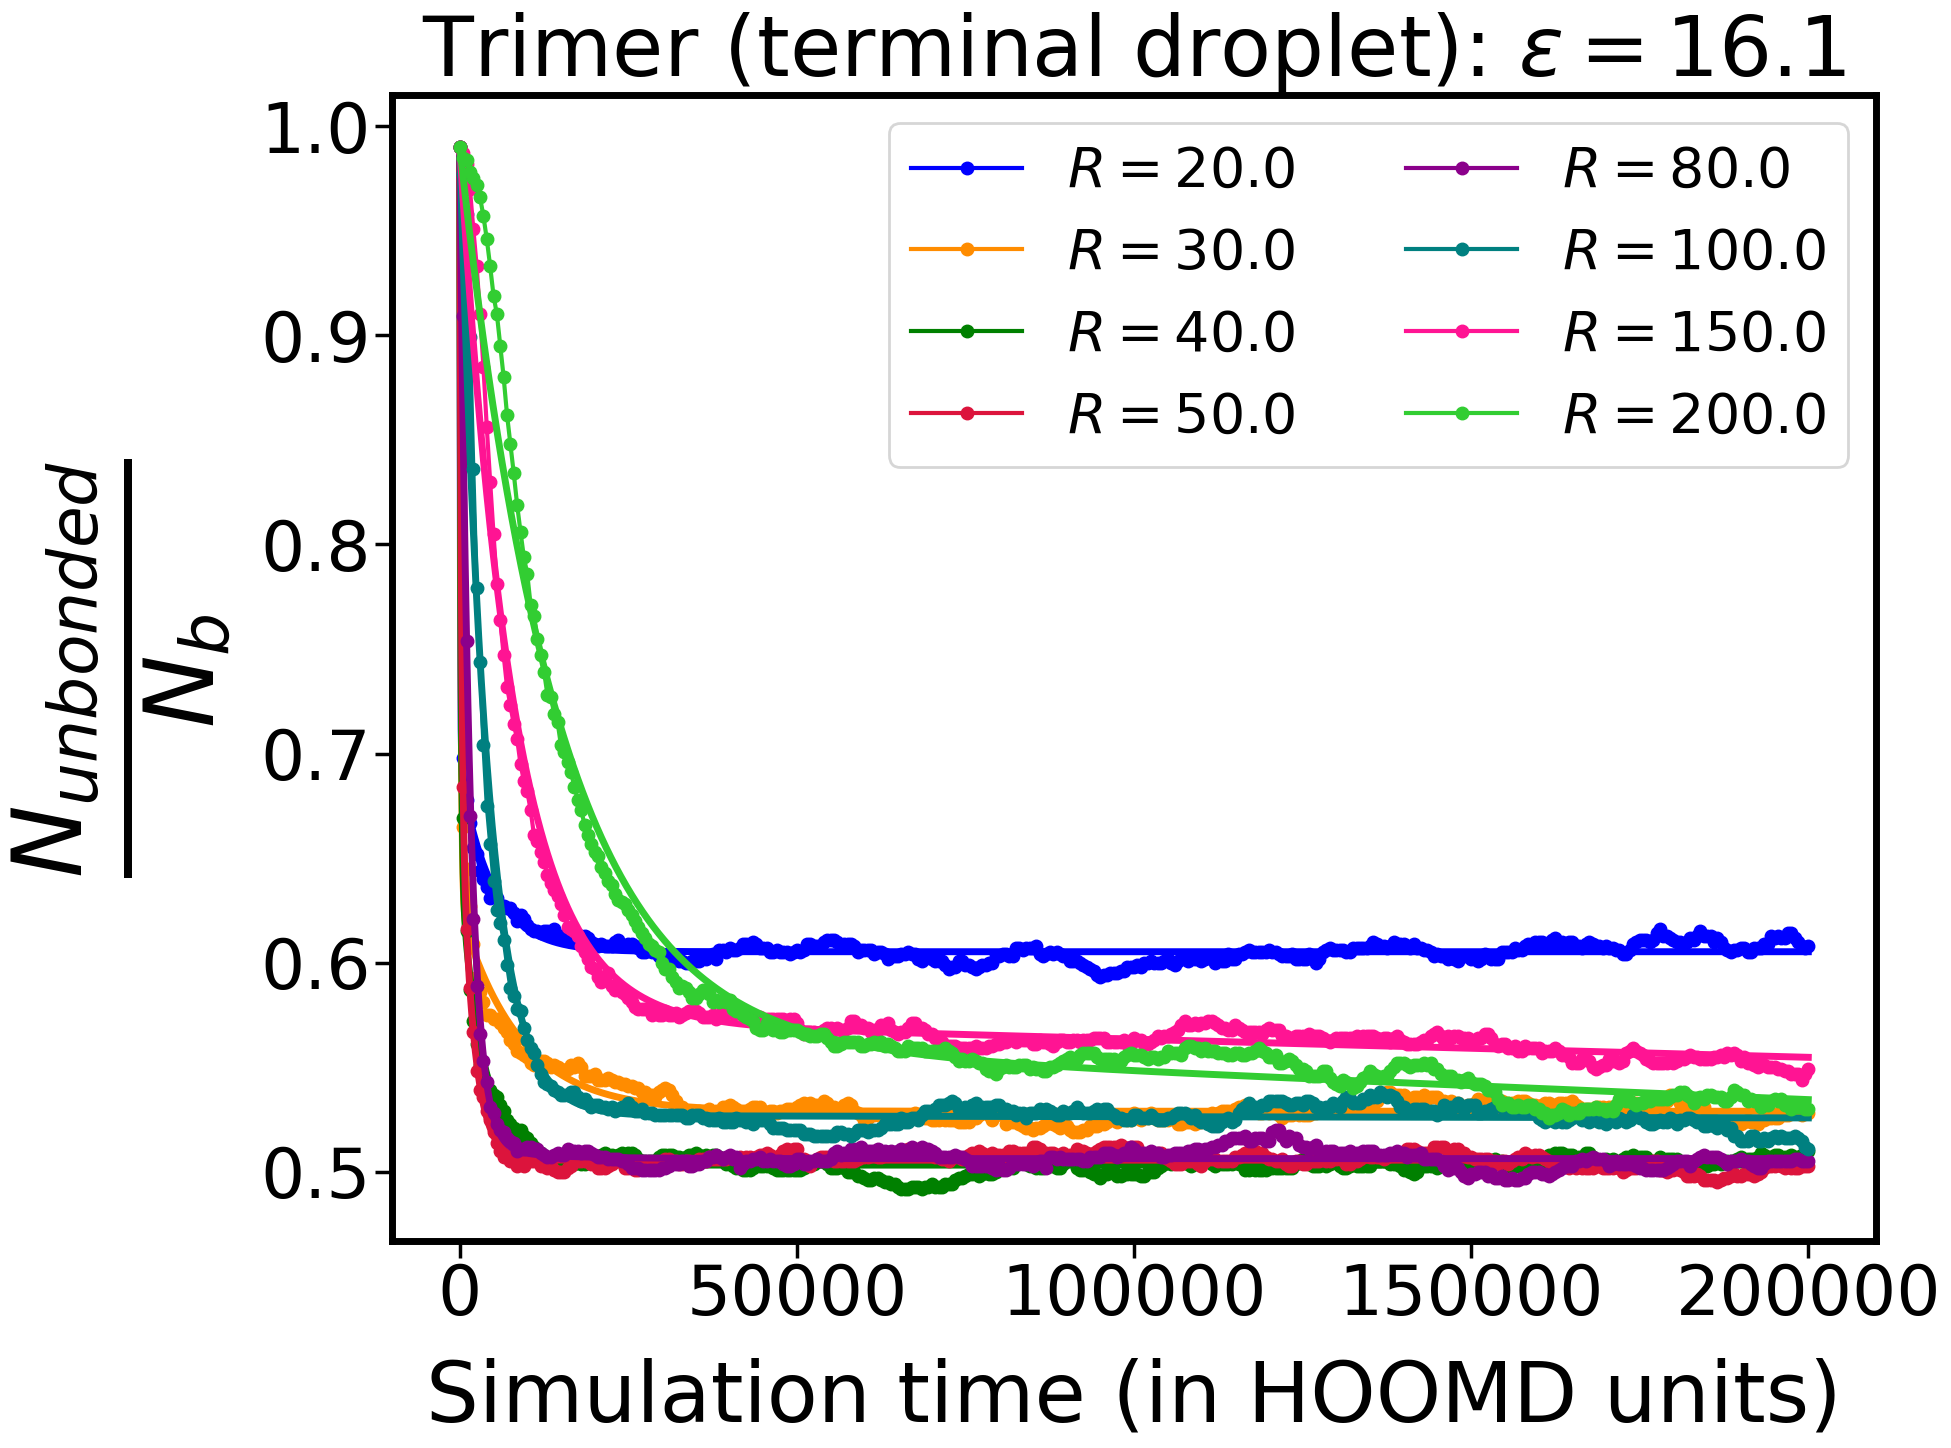 Trimer (terminal droplet): ε = 16.1
N_unbonded
N_b
1.0
0.9
0.8
0.7
0.6
0.5
R = 20.0
R = 30.0
R = 40.0
R = 50.0
R = 80.0
R = 100.0
R = 150.0
R = 200.0
0 50000 100000 150000 200000
Simulation time (in HOOMD units)